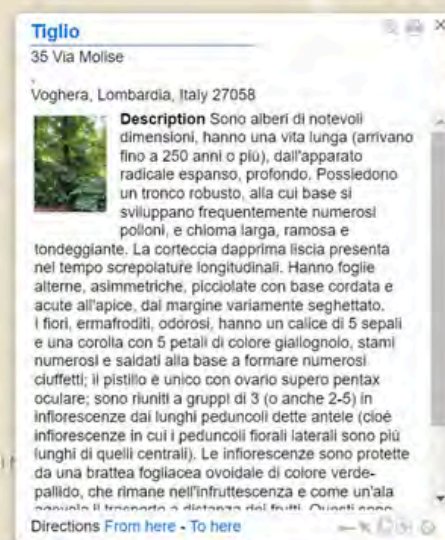 Tiglio
35 Via Molise
,
Voghera, Lombardia, Italy 27058
Description Sono alberi di notevoli
dimensioni, hanno una vita lunga (arrivano
fino a 250 anni o più), dall'apparato
radicale espanso, profondo. Possiedono
un tronco robusto, alla cui base si
sviluppano frequentemente numerosi
polloni, e chioma larga, ramosa e
tondeggiante. La corteccia dapprima liscia presenta
nel tempo screpolature longitudinali. Hanno foglie
alterne, asimmetriche, picciolate con base cordata e
acute all'apice, dal margine variamente seghettato.
I fiori, ermafroditi, odorosi, hanno un calice di 5 sepali
e una corolla con 5 petali di colore giallognolo, stami
numerosi e saldati alla base a formare numerosi
ciuffetti; il pistillo è unico con ovario supero pentax
oculare; sono riuniti a gruppi di 3 (o anche 2-5) in
infiorescenze dai lunghi peduncoli dette antele (cioè
infiorescenze in cui i peduncoli fiorali laterali sono più
lunghi di quelli centrali). Le infiorescenze sono protette
da una brattea fogliacea ovoidale di colore verde-
pallido, che rimane nell'infruttescenza e come un'ala
agevola il trasporto a distanza dei frutti. Questi sono
Directions From here - To here